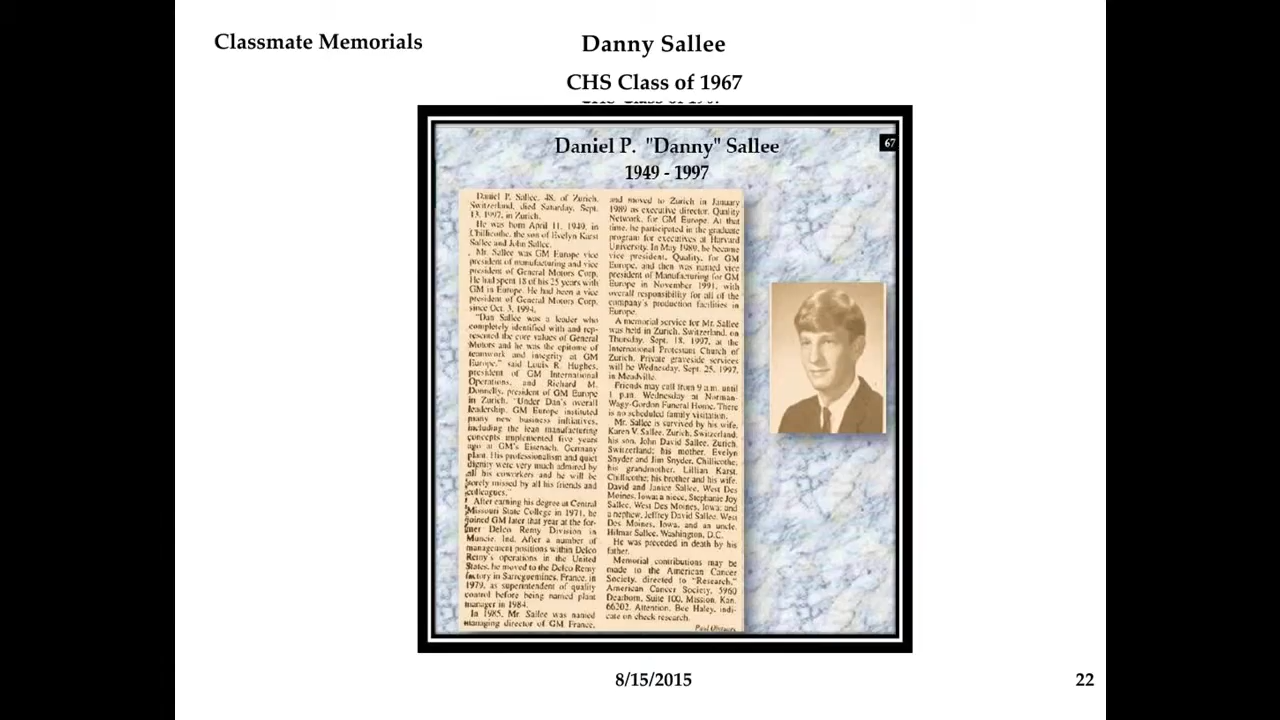 Classmate Memorials
Danny Sallee
CHS Class of 1967
CHS Class of 1967
Daniel P. "Danny" Sallee
67
1949 - 1997
Daniel P. Sallee, 48, of Zurich,
Switzerland, died Saturday, Sept.
13, 1997, in Zurich.
He was born April 11, 1949, in
Chillicothe, the son of Evelyn Karst
Sallee and John Sallee.
Mr. Sallee was GM Europe vice
president of manufacturing and vice
president of General Motors Corp.
He had spent 18 of his 25 years with
GM in Europe. He had been a vice
president of General Motors Corp.
since Oct. 3, 1994.
"Dan Sallee was a leader who
completely identified with and rep-
resented the core values of General
Motors and he was the epitome of
teamwork and integrity at GM
Europe," said Louis R. Hughes,
president of GM International
Operations, and Richard M.
Donnelly, president of GM Europe
in Zurich. "Under Dan's overall
leadership, GM Europe instituted
many new business initiatives,
including the lean manufacturing
concepts implemented five years
ago at GM's Eisenach, Germany
plant. His professionalism and quiet
dignity were very much admired by
all his coworkers and he will be
sorely missed by all his friends and
colleagues."
After earning his degree at Central
Missouri State College in 1971, he
joined GM later that year at the for-
mer Delco Remy Division in
Muncie, Ind. After a number of
management positions within Delco
Remy's operations in the United
States, he moved to the Delco Remy
factory in Sarreguemines, France, in
1979, as superintendent of quality
control before being named plant
manager in 1984.
In 1985, Mr. Sallee was named
managing director of GM France,
and moved to Zurich in January
1989 as executive director, Quality
Network, for GM Europe. At that
time, he participated in the graduate
program for executives at Harvard
University. In May 1989, he became
vice president, Quality, for GM
Europe, and then was named vice
president of Manufacturing for GM
Europe in November 1991, with
overall responsibility for all of the
company's production facilities in
Europe.
A memorial service for Mr. Sallee
was held in Zurich, Switzerland, on
Thursday, Sept. 18, 1997, at the
International Protestant Church of
Zurich. Private graveside services
will be Wednesday, Sept. 25, 1997,
in Meadville.
Friends may call from 9 a.m. until
1 p.m. Wednesday at Norman-
Wagy-Gordon Funeral Home. There
is no scheduled family visitation.
Mr. Sallee is survived by his wife,
Karen V. Sallee, Zurich, Switzerland;
his son, John David Sallee, Zurich,
Switzerland; his mother, Evelyn
Snyder and Jim Snyder, Chillicothe;
his grandmother, Lillian Karst,
Chillicothe; his brother and his wife,
David and Janice Sallee, West Des
Moines, Iowa; a niece, Stephanie Joy
Sallee, West Des Moines, Iowa; and
a nephew, Jeffrey David Sallee, West
Des Moines, Iowa, and an uncle,
Hilmar Sallee, Washington, D.C.
He was preceded in death by his
father.
Memorial contributions may be
made to the American Cancer
Society, directed to "Research,"
American Cancer Society, 5960
Dearborn, Suite 100, Mission, Kan.
66202. Attention, Bee Haley, indi-
cate on check research.
Paid Obituary
8/15/2015
22